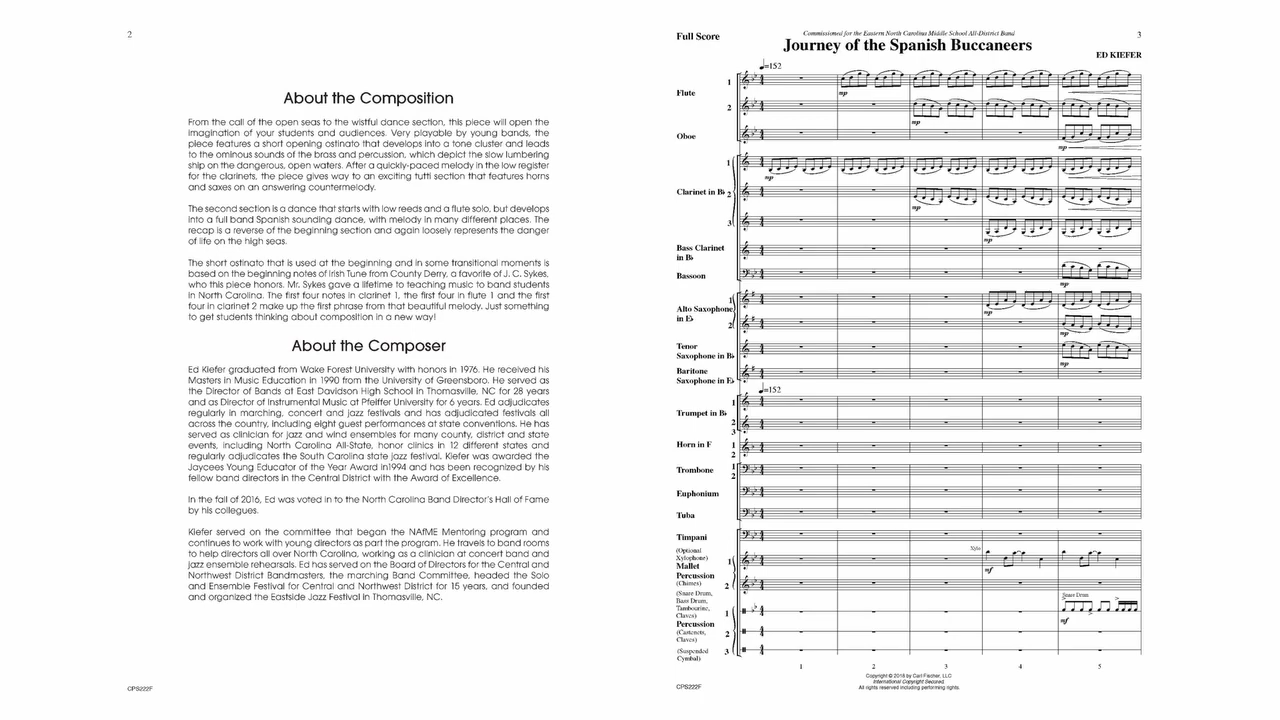 2
About the Composition
From the call of the open seas to the wistful dance section, this piece will open the
imagination of your students and audiences. Very playable by young bands, the
piece features a short opening ostinato that develops into a tone cluster and leads
to the ominous sounds of the brass and percussion, which depict the slow lumbering
ship on the dangerous, open waters. After a quickly-paced melody in the low register
for the clarinets, the piece gives way to an exciting tutti section that features horns
and saxes on an answering countermelody.
The second section is a dance that starts with low reeds and a flute solo, but develops
into a full band Spanish sounding dance, with melody in many different places. The
recap is a reverse of the beginning section and again loosely represents the danger
of life on the high seas.
The short ostinato that is used at the beginning and in some transitional moments is
based on the beginning notes of Irish Tune from County Derry, a favorite of J. C. Sykes,
who this piece honors. Mr. Sykes gave a lifetime to teaching music to band students
in North Carolina. The first four notes in clarinet 1, the first four in flute 1 and the first
four in clarinet 2 make up the first phrase from that beautiful melody. Just something
to get students thinking about composition in a new way!
About the Composer
Ed Kiefer graduated from Wake Forest University with honors in 1976. He received his
Masters in Music Education in 1990 from the University of Greensboro. He served as
the Director of Bands at East Davidson High School in Thomasville, NC for 28 years
and as Director of Instrumental Music at Pfeiffer University for 6 years. Ed adjudicates
regularly in marching, concert and jazz festivals and has adjudicated festivals all
across the country, including eight guest performances at state conventions. He has
served as clinician for jazz and wind ensembles for many county, district and state
events, including North Carolina All-State, honor clinics in 12 different states and
regularly adjudicates the South Carolina state jazz festival. Kiefer was awarded the
Jaycees Young Educator of the Year Award in1994 and has been recognized by his
fellow band directors in the Central District with the Award of Excellence.
In the fall of 2016, Ed was voted in to the North Carolina Band Director's Hall of Fame
by his collegues.
Kiefer served on the committee that began the NAfME Mentoring program and
continues to work with young directors as part the program. He travels to band rooms
to help directors all over North Carolina, working as a clinician at concert band and
jazz ensemble rehearsals. Ed has served on the Board of Directors for the Central and
Northwest District Bandmasters, the marching Band Committee, headed the Solo
and Ensemble Festival for Central and Northwest District for 15 years, and founded
and organized the Eastside Jazz Festival in Thomasville, NC.
CPS222F
Full Score
Commissioned for the Eastern North Carolina Middle School All-District Band
3
Journey of the Spanish Buccaneers
ED KIEFER
♩=152
Flute
1
mp
2
mp
Oboe
mp
Clarinet in B♭
1
mp
2
mp
3
mp
Bass Clarinet
in B♭
Bassoon
mp
Alto Saxophone
in E♭
1
mp
2
mp
Tenor
Saxophone in B♭
mp
Baritone
Saxophone in E♭
♩=152
Trumpet in B♭
1
2
3
Horn in F
1
2
Trombone
1
2
Euphonium
Tuba
Timpani
(Optional
Xylophone)
Mallet
Percussion
(Chimes)
1
Xylo
mf
2
(Snare Drum,
Bass Drum,
Tambourine,
Claves)
1
Snare Drum
mf
Percussion
(Castenets,
Claves)
2
(Suspended
Cymbal)
3
1
2
3
4
5
Copyright © 2018 by Carl Fischer, LLC
International Copyright Secured.
All rights reserved including performing rights.
CPS222F